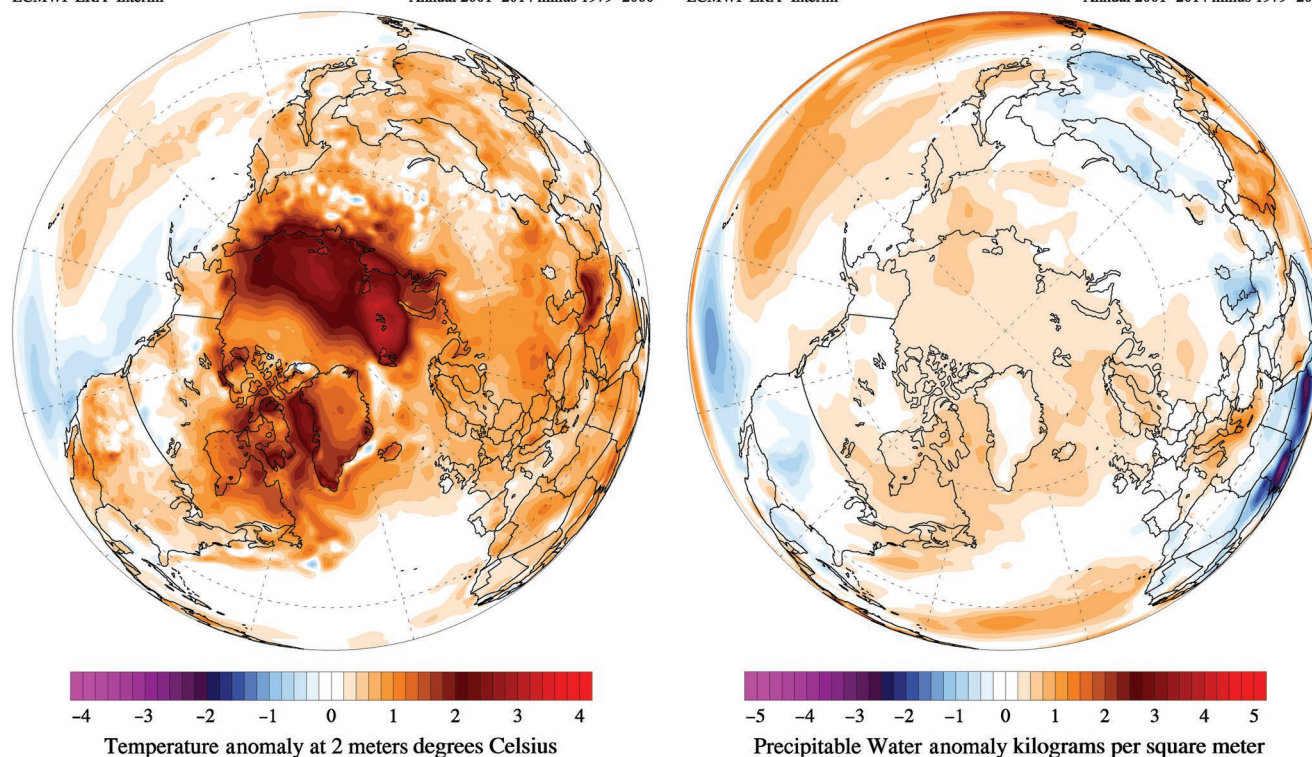 −4 −3 −2 −1 0 1 2 3 4
Temperature anomaly at 2 meters degrees Celsius
−5 −4 −3 −2 −1 0 1 2 3 4 5
Precipitable Water anomaly kilograms per square meter